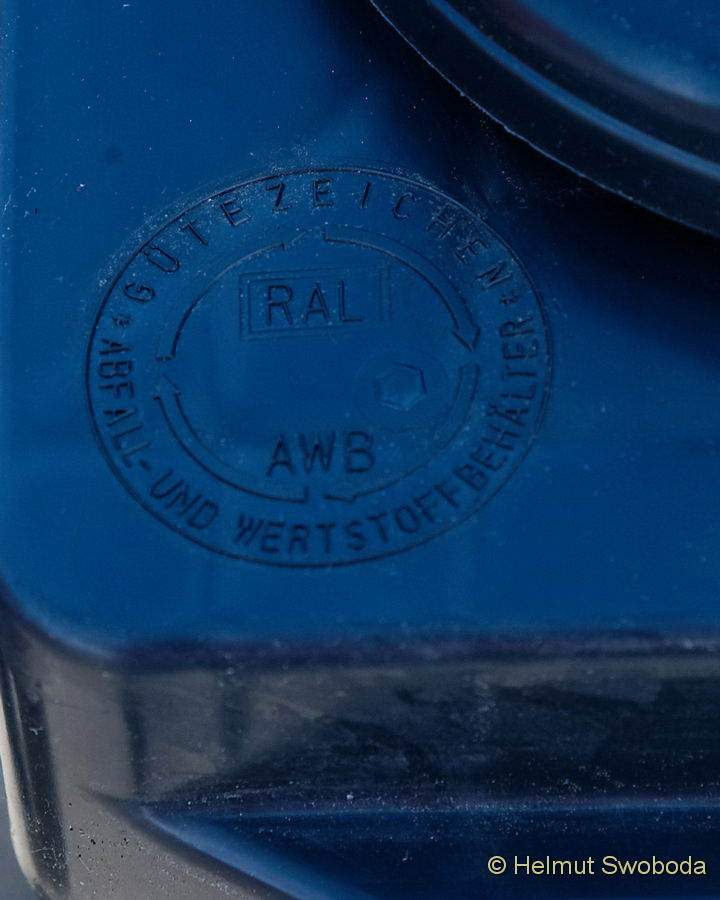 * GÜTEZEICHEN *
RAL
AWB
ABFALL- UND WERTSTOFFBEHÄLTER
© Helmut Swoboda